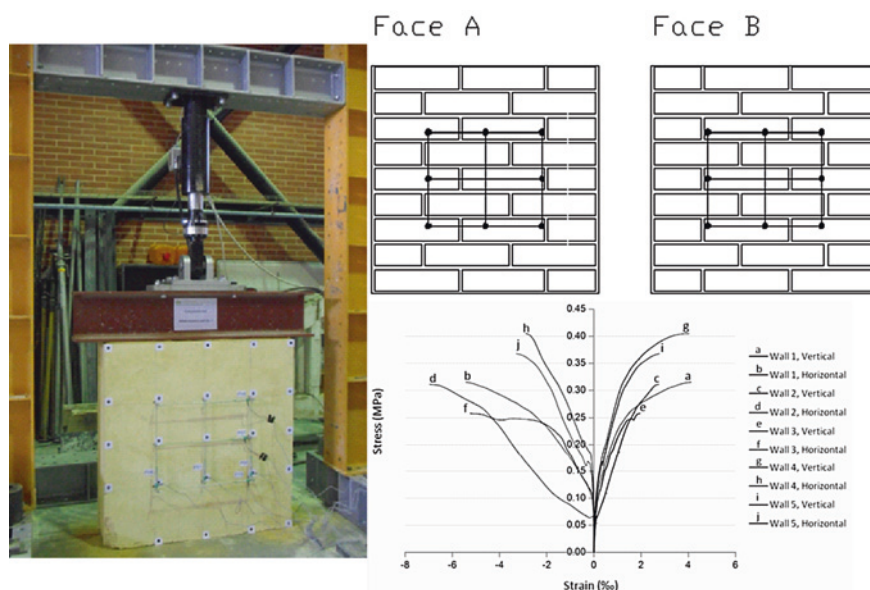 Face A
Face B
0.45
0.40
0.35
0.30
0.25
0.20
0.15
0.10
0.05
0.00
Stress (MPa)
-8 -6 -4 -2 0 2 4 6
Strain (‰)
h
j
b
d
f
g
i
c
a
e
a Wall 1, Vertical
b Wall 1, Horizontal
c Wall 2, Vertical
d Wall 2, Horizontal
e Wall 3, Vertical
f Wall 3, Horizontal
g Wall 4, Vertical
h Wall 4, Horizontal
i Wall 5, Vertical
j Wall 5, Horizontal